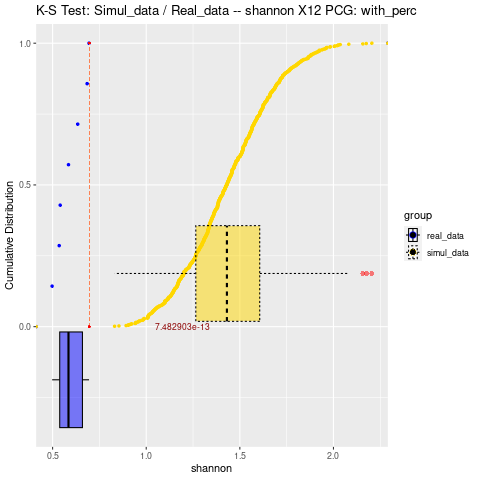 K-S Test: Simul_data / Real_data -- shannon X12 PCG: with_perc
1.0
0.5
0.0
Cumulative Distribution
7.482903e-13
0.5
1.0
1.5
2.0
shannon
group
real_data
simul_data